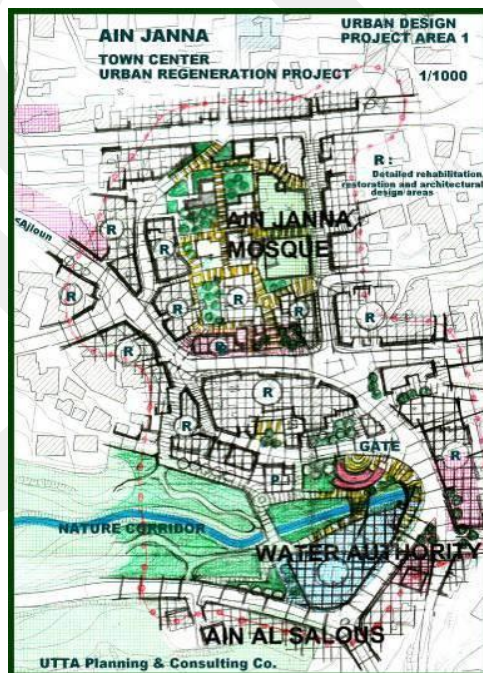 AIN JANNA
TOWN CENTER
URBAN REGENERATION PROJECT
URBAN DESIGN
PROJECT AREA 1
1/1000
R :
Detailed rehabilitation,
restoration and architectural
design areas
<Ajloun
AIN JANNA
MOSQUE
R
R
R
R
R
R
R
R
R
R
R
R
R
GATE
P
NATURE CORRIDOR
WATER AUTHORITY
AIN AL SALOUS
UTTA Planning & Consulting Co.